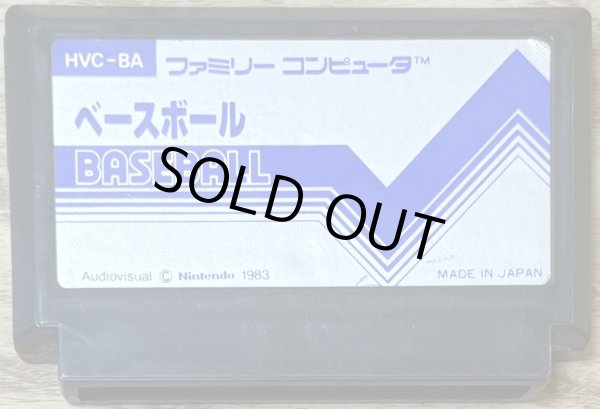 HVC-BA ファミリー コンピュータ™
ベースボール
BASEBALL
SOLD OUT
Audiovisual © Nintendo 1983
MADE IN JAPAN